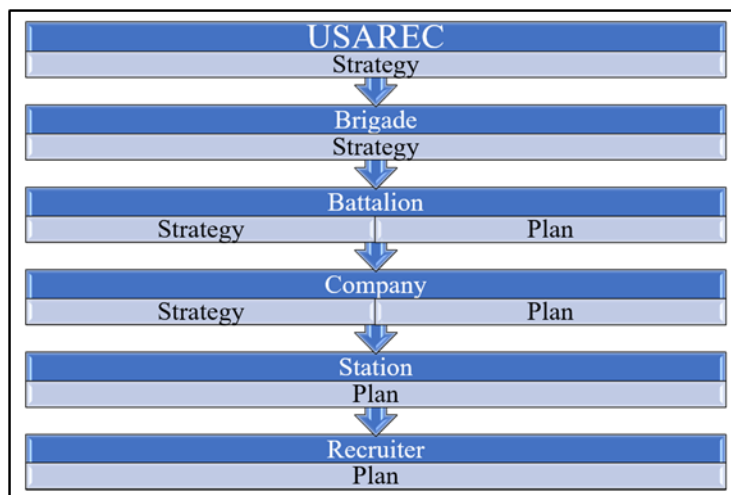 USAREC
Strategy
Brigade
Strategy
Battalion
Strategy Plan
Company
Strategy Plan
Station
Plan
Recruiter
Plan